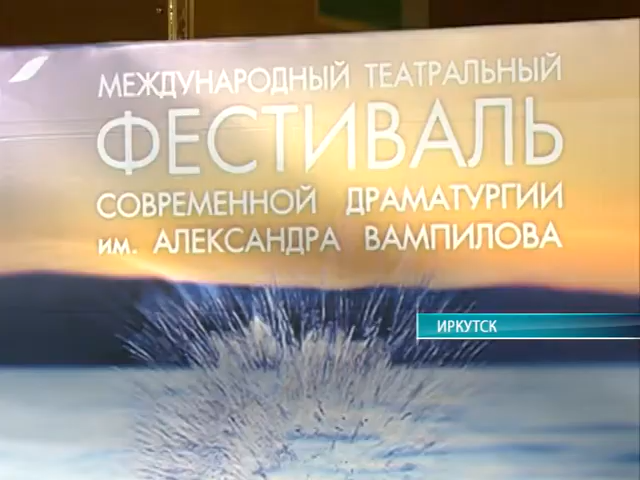 МЕЖДУНАРОДНЫЙ ТЕАТРАЛЬНЫЙ
ФЕСТИВАЛЬ
СОВРЕМЕННОЙ ДРАМАТУРГИИ
им. АЛЕКСАНДРА ВАМПИЛОВА
ИРКУТСК